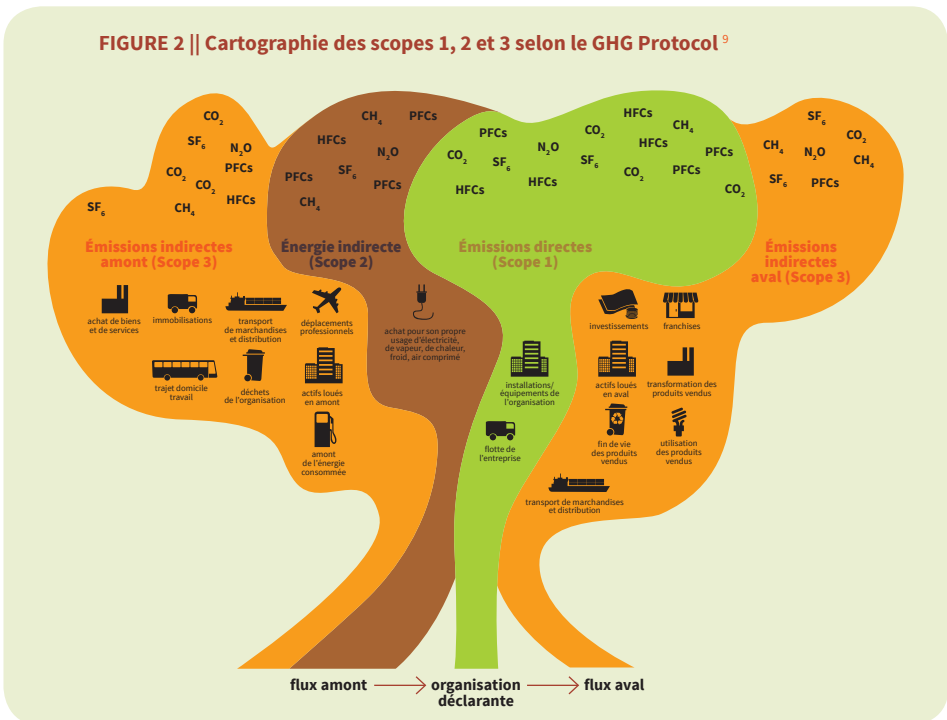 FIGURE 2 || Cartographie des scopes 1, 2 et 3 selon le GHG Protocol 9
CO2
SF6
N2O
CO2
PFCs
CO2
SF6
CH4
HFCs
CH4
PFCs
HFCs
N2O
PFCs
SF6
PFCs
CH4
HFCs
PFCs
CO2
CH4
N2O
HFCs
CO2
SF6
SF6
PFCs
HFCs
HFCs
CO2
PFCs
CO2
SF6
CO2
CH4
N2O
CH4
SF6
PFCs
Émissions indirectes
amont (Scope 3)
Énergie indirecte
(Scope 2)
Émissions directes
(Scope 1)
Émissions
indirectes
aval (Scope 3)
achat de biens
et de services
immobilisations
transport
de marchandises
et distribution
déplacements
professionnels
trajet domicile
travail
déchets
de l'organisation
actifs loués
en amont
amont
de l'énergie
consommée
achat pour son propre
usage d'électricité,
de vapeur, de chaleur,
froid, air comprimé
installations/
équipements de
l'organisation
flotte de
l'entreprise
investissements
franchises
actifs loués
en aval
transformation des
produits vendus
fin de vie
des produits
vendus
utilisation
des produits
vendus
transport de marchandises
et distribution
flux amont
organisation
déclarante
flux aval